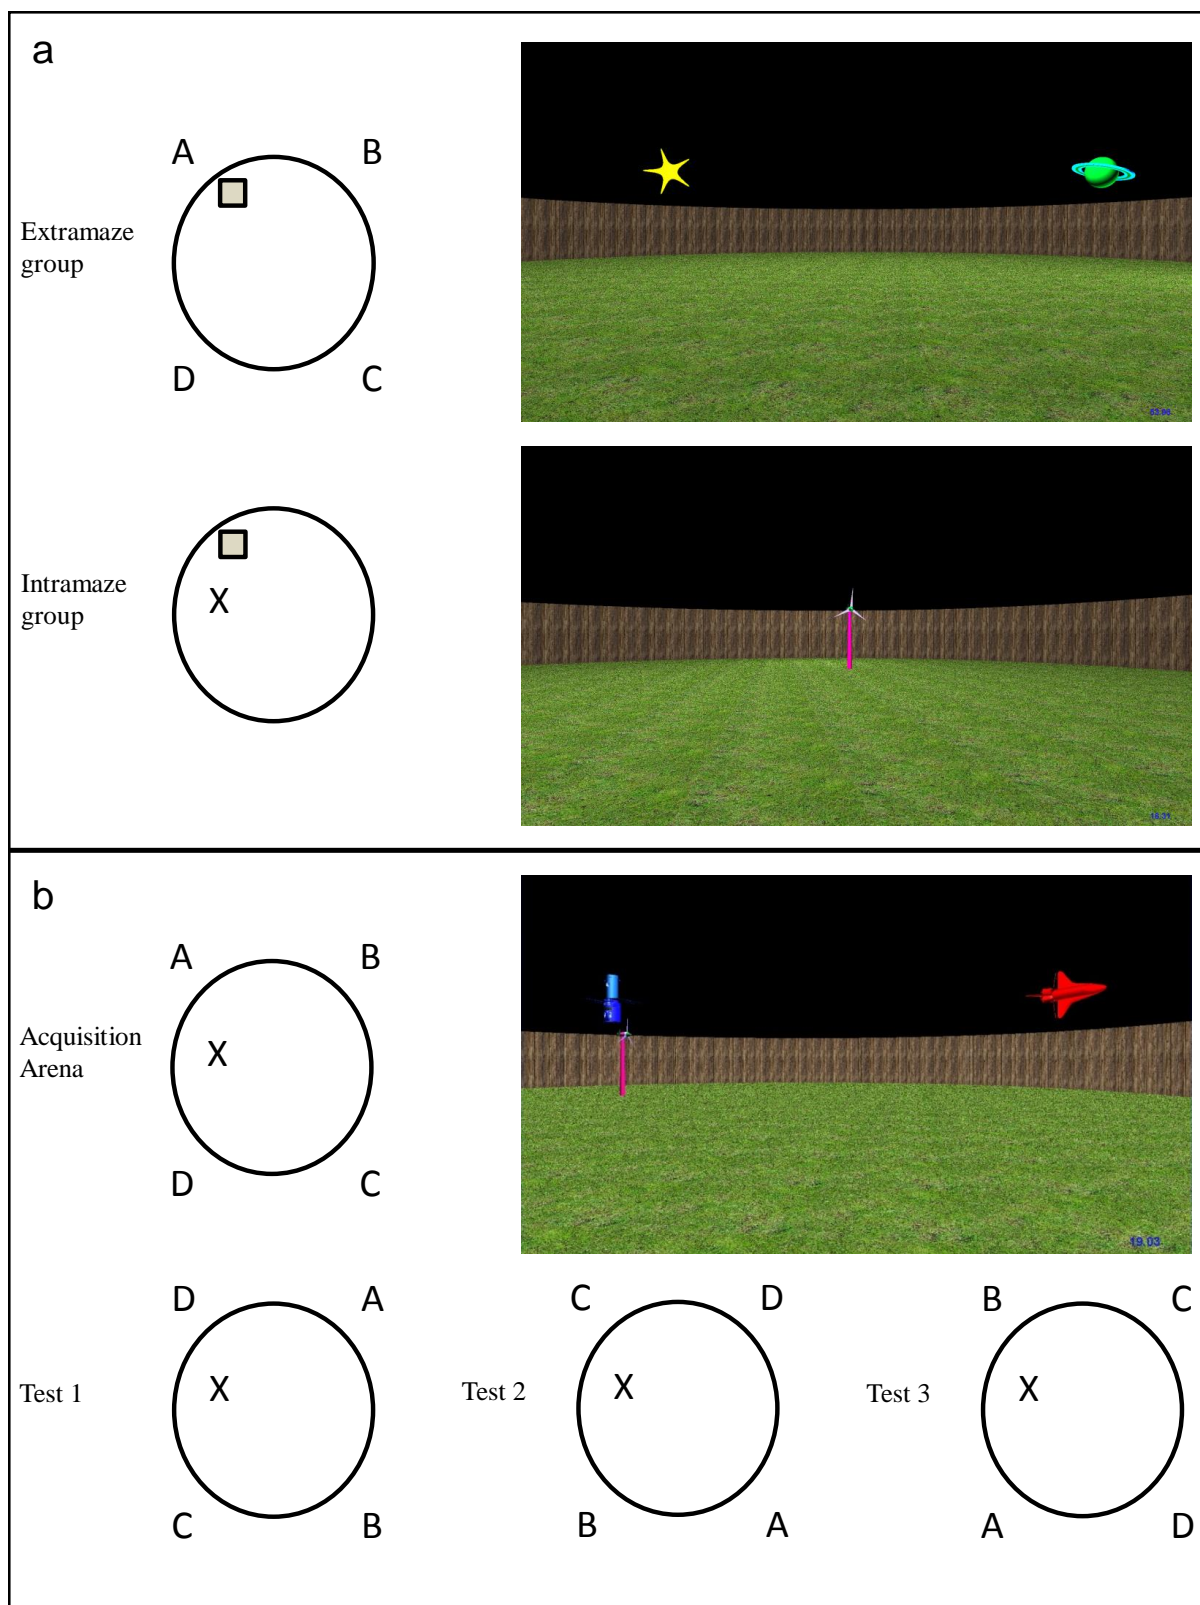 a
A B
Extramaze
group
D C
Intramaze
group
X
b
A B
Acquisition
Arena
X
D C
19.03
D A
Test 1
X
C B
C D
Test 2
X
B A
B C
Test 3
X
A D